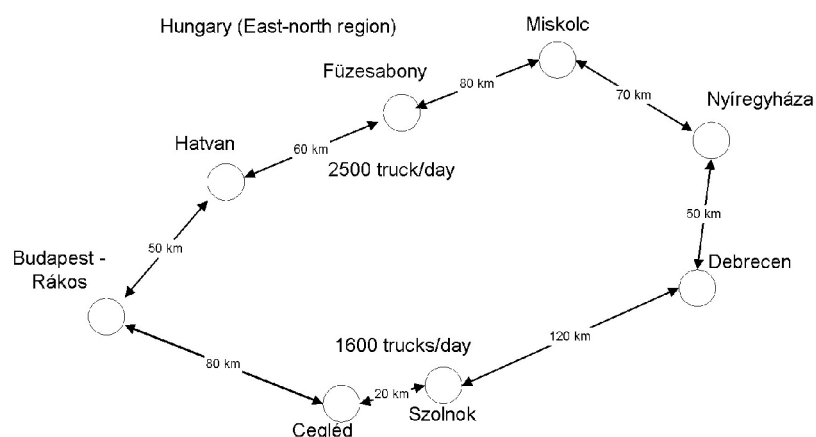 Hungary (East-north region)
Miskolc
Füzesabony
80 km
70 km
Nyíregyháza
Hatvan
60 km
2500 truck/day
50 km
50 km
Budapest -
Rákos
Debrecen
1600 trucks/day
120 km
80 km
20 km
Szolnok
Cegléd